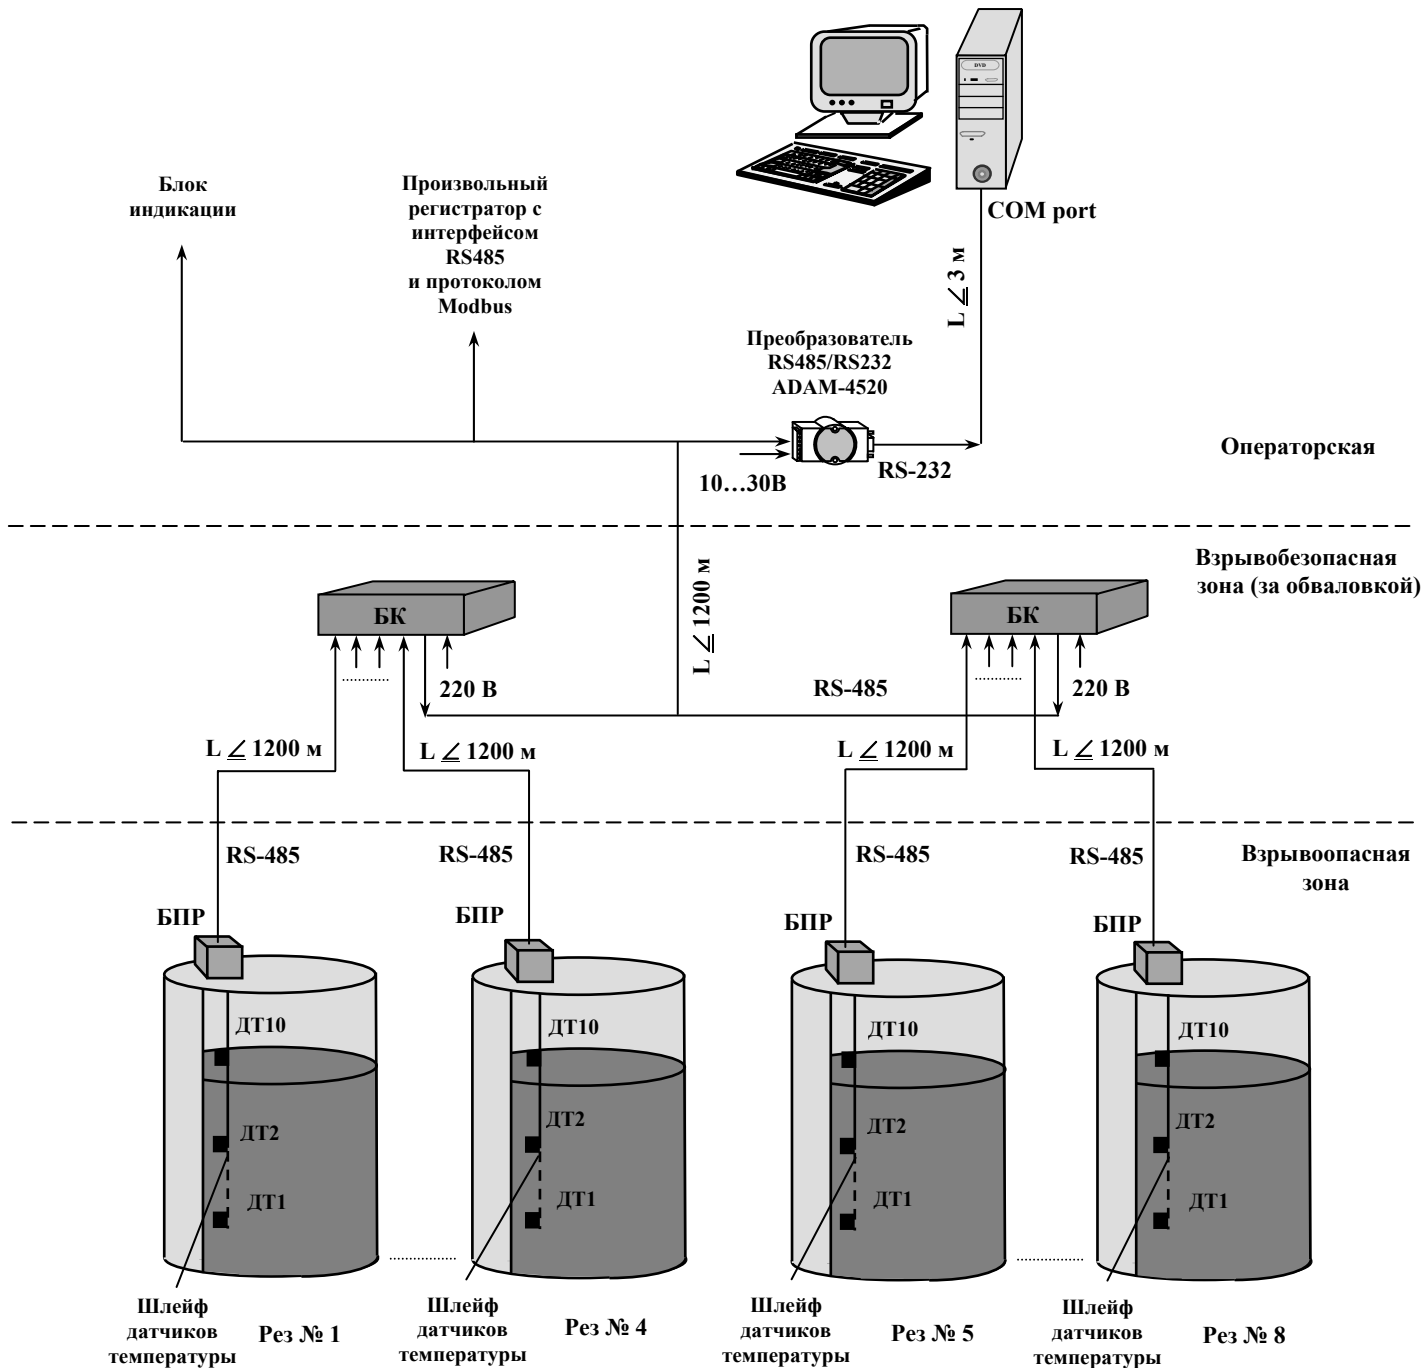 DVD
COM port
L ∠ 3 м
Блок
индикации
Произвольный
регистратор с
интерфейсом
RS485
и протоколом
Modbus
Преобразователь
RS485/RS232
ADAM-4520
10…30В
RS-232
Операторская
Взрывобезопасная
зона (за обваловкой)
БК
БК
L ∠ 1200 м
220 В
RS-485
220 В
L ∠ 1200 м
L ∠ 1200 м
L ∠ 1200 м
L ∠ 1200 м
RS-485
RS-485
RS-485
RS-485
Взрывоопасная
зона
БПР
БПР
БПР
БПР
ДТ10
ДТ10
ДТ10
ДТ10
ДТ2
ДТ2
ДТ2
ДТ2
ДТ1
ДТ1
ДТ1
ДТ1
Шлейф
датчиков
температуры
Рез № 1
Шлейф
датчиков
температуры
Рез № 4
Шлейф
датчиков
температуры
Рез № 5
Шлейф
датчиков
температуры
Рез № 8